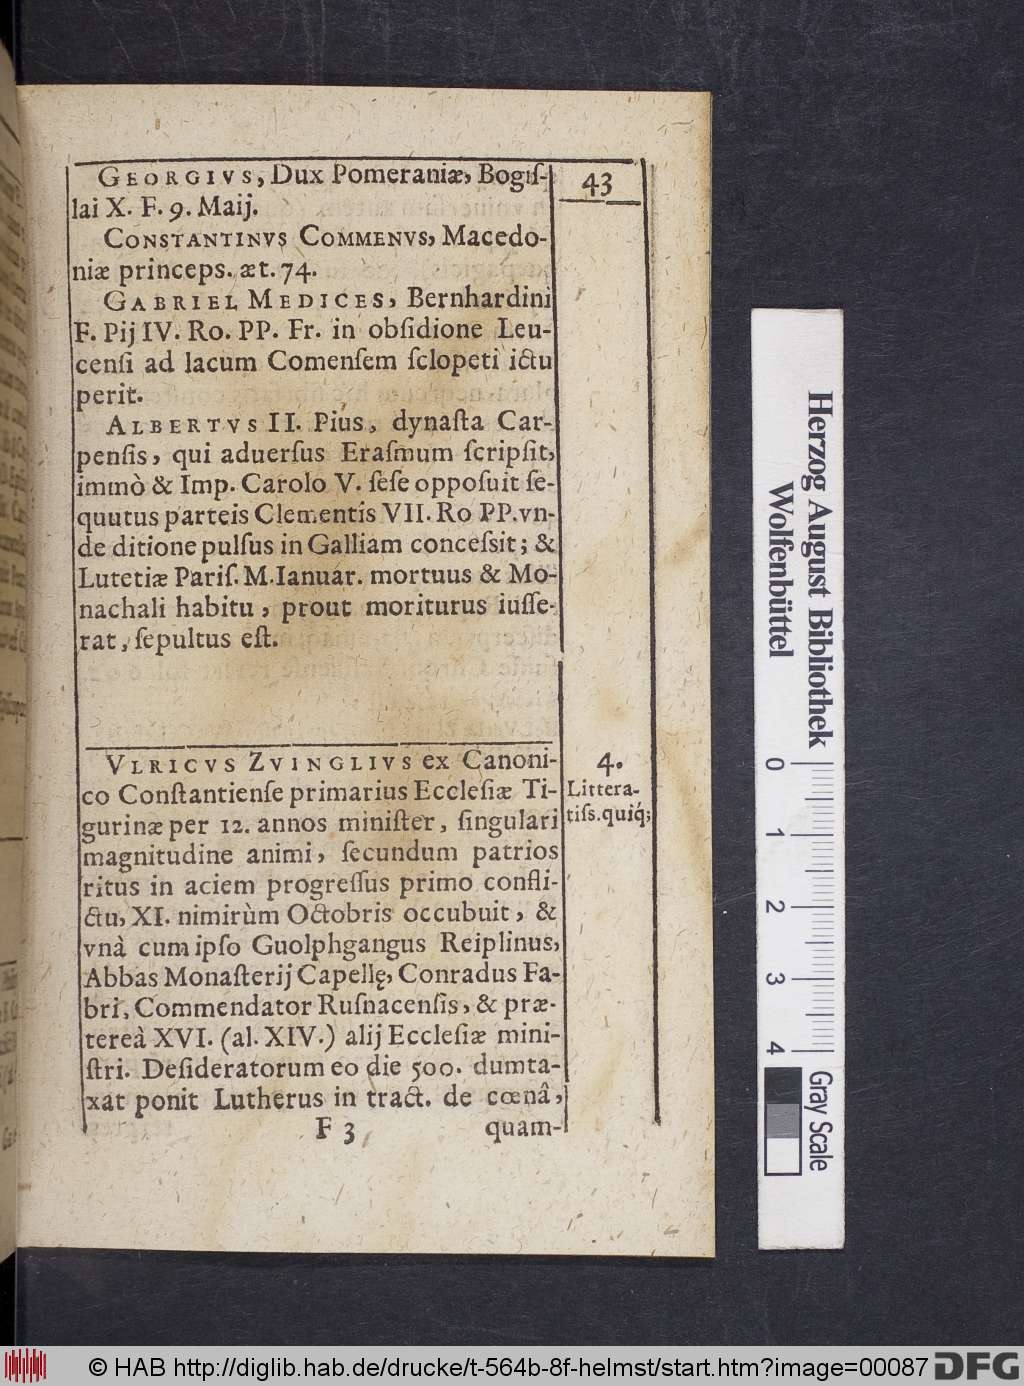 43
GEORGIVS, Dux Pomeraniæ, Bogiſ-
lai X. F. 9. Maij.
CONSTANTINVS COMMENVS, Macedo-
niæ princeps. æt. 74.
GABRIEL MEDICES, Bernhardini
F. Pij IV. Ro. PP. Fr. in obſidione Leu-
cenſi ad lacum Comenſem ſclopeti ictu
perit.
ALBERTVS II. Pius, dynaſta Car-
penſis, qui aduerſus Eraſmum ſcripſit,
immò & Imp. Carolo V. ſeſe oppoſuit ſe-
quutus parteis Clementis VII. Ro PP. vn-
de ditione pulſus in Galliam conceſsit; &
Lutetiæ Pariſ. M. Ianuar. mortuus & Mo-
nachali habitu, prout moriturus iuſſe-
rat, ſepultus eſt.
VLRICVS ZVINGLIVS ex Canoni-
co Conſtantienſe primarius Eccleſiæ Ti-
gurinæ per 12. annos miniſter, ſingulari
magnitudine animi, ſecundum patrios
ritus in aciem progreſſus primo confli-
ctu, XI. nimirùm Octobris occubuit, &
vnà cum ipſo Guolphgangus Reiplinus,
Abbas Monaſterij Capellę, Conradus Fa-
bri, Commendator Ruſnacenſis, & præ-
tereâ XVI. (al. XIV.) alij Eccleſiæ mini-
ſtri. Deſideratorum eo die 500. dumta-
xat ponit Lutherus in tract. de cœnâ,
F 3 quam-
4.
Littera-
tiſs. quiq́;
Herzog August Bibliothek
Wolfenbüttel
0 1 2 3 4
Gray Scale
© HAB http://diglib.hab.de/drucke/t-564b-8f-helmst/start.htm?image=00087
DFG